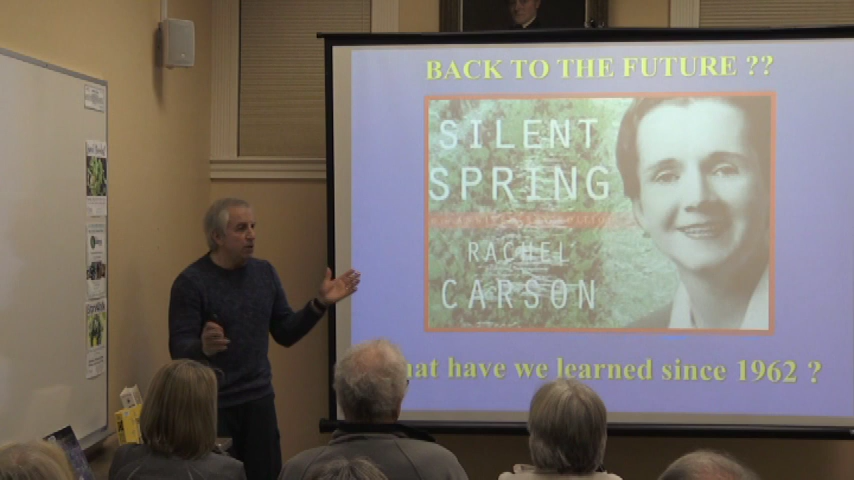 BACK TO THE FUTURE ??
SILENT
SPRING
RACHEL
CARSON
hat have we learned since 1962 ?